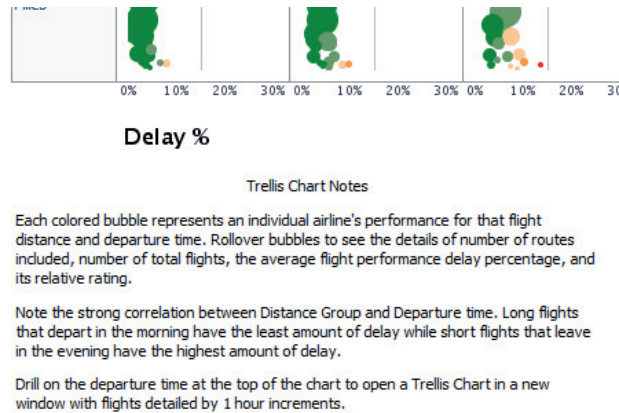 0% 10% 20% 30% 0% 10% 20% 30% 0% 10% 20%
Delay %
Trellis Chart Notes
Each colored bubble represents an individual airline's performance for that flight
distance and departure time. Rollover bubbles to see the details of number of routes
included, number of total flights, the average flight performance delay percentage, and
its relative rating.
Note the strong correlation between Distance Group and Departure time. Long flights
that depart in the morning have the least amount of delay while short flights that leave
in the evening have the highest amount of delay.
Drill on the departure time at the top of the chart to open a Trellis Chart in a new
window with flights detailed by 1 hour increments.